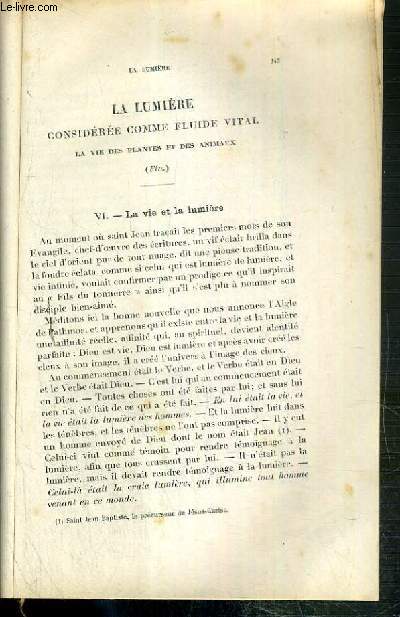 Le-livre.com
LA LUMIÈRE
LA LUMIÈRE
CONSIDÉRÉE COMME FLUIDE VITAL
LA VIE DES PLANTES ET DES ANIMAUX
(Fin.)
VI. — La vie et la lumière
Au moment où saint Jean traçait les premiers mots de son
Evangile, chef-d'œuvre des écritures, un vif éclair brilla dans
le ciel d'orient pur de tout nuage, dit une pieuse tradition, et
la foudre éclata, comme si celui qui est lumière de lumière, et
vie infinie, voulait confirmer par un prodige ce qu'il inspirait
au « Fils du tonnerre » ainsi qu'il s'est plu à nommer son
disciple bien-aimé.
Méditons ici la bonne nouvelle que nous annonce l'Aigle
de Pathmos, et apprenons qu'il existe entre la vie et la lumière
une affinité réelle, affinité qui, au spirituel, devient identité
parfaite : Dieu est vie, Dieu est lumière et après avoir créé les
cieux à son image, il a créé l'univers à l'image des cieux.
Au commencement était le Verbe, et le Verbe était en Dieu
et le Verbe était Dieu. — C'est lui qui au commencement était
en Dieu. — Toutes choses ont été faites par lui; et sans lui
rien n'a été fait de ce qui a été fait. — En lui était la vie, et
la vie était la lumière des hommes. — Et la lumière luit dans
les ténèbres, et les ténèbres ne l'ont pas comprise. — il y eut
un homme envoyé de Dieu dont le nom était Jean (1). —
Celui-ci vint comme témoin pour rendre témoignage à la
lumière, afin que tous crussent par lui. — Il n'était pas la
lumière, mais il devait rendre témoignage à la lumière. —
Celui-là était la vraie lumière, qui illumine tout homme
venant en ce monde.
(1) Saint Jean Baptiste, le précurseur de Jésus-Christ.